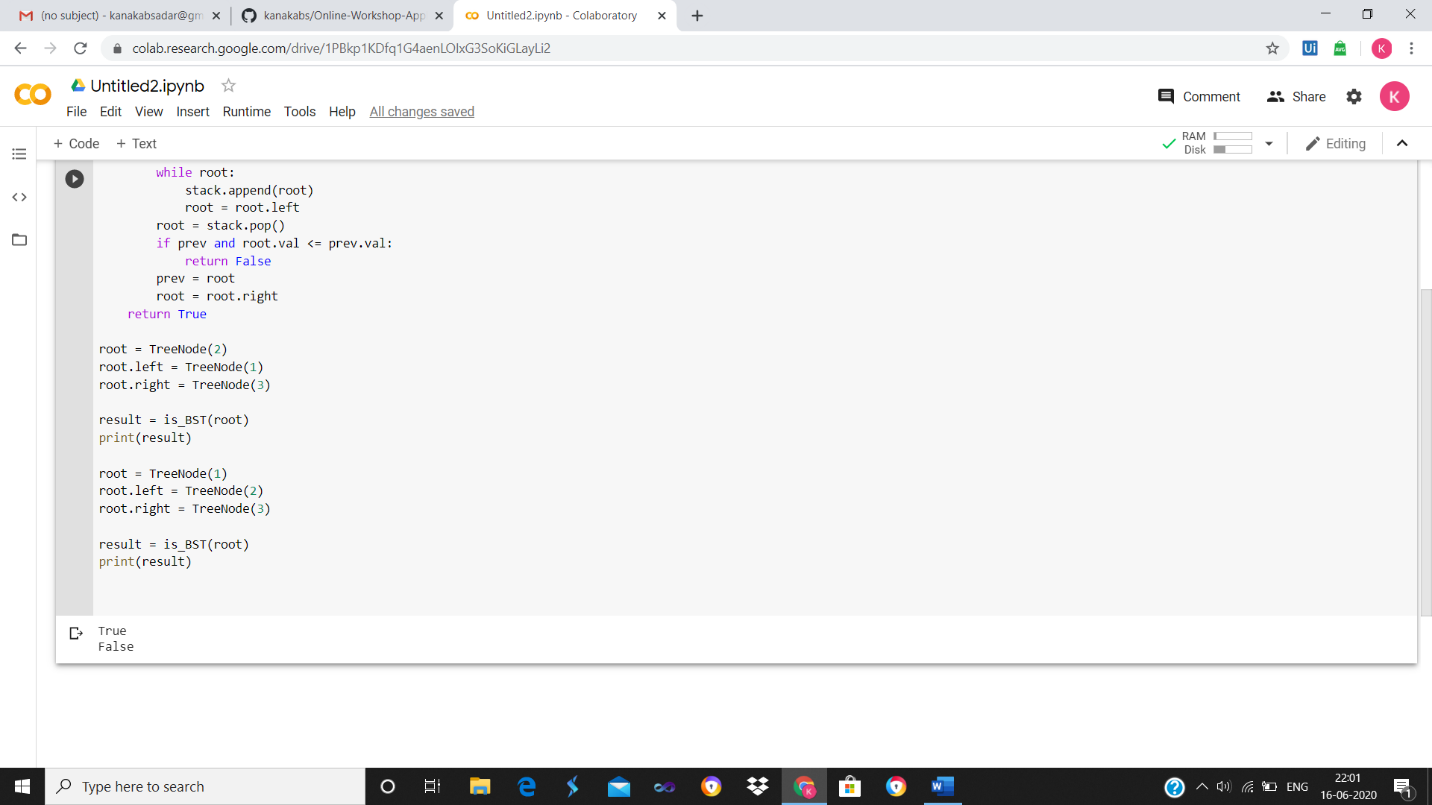 (no subject) - kanakabsadar@gm
kanakabs/Online-Workshop-App
Untitled2.ipynb - Colaboratory
colab.research.google.com/drive/1PBkp1KDfq1G4aenLOIxG3SoKiGLayLi2
Untitled2.ipynb
File Edit View Insert Runtime Tools Help All changes saved
Comment Share K
+ Code + Text
RAM
Disk
Editing
while root:
stack.append(root)
root = root.left
root = stack.pop()
if prev and root.val <= prev.val:
return False
prev = root
root = root.right
return True
root = TreeNode(2)
root.left = TreeNode(1)
root.right = TreeNode(3)
result = is_BST(root)
print(result)
root = TreeNode(1)
root.left = TreeNode(2)
root.right = TreeNode(3)
result = is_BST(root)
print(result)
True
False
Type here to search
ENG
22:01
16-06-2020